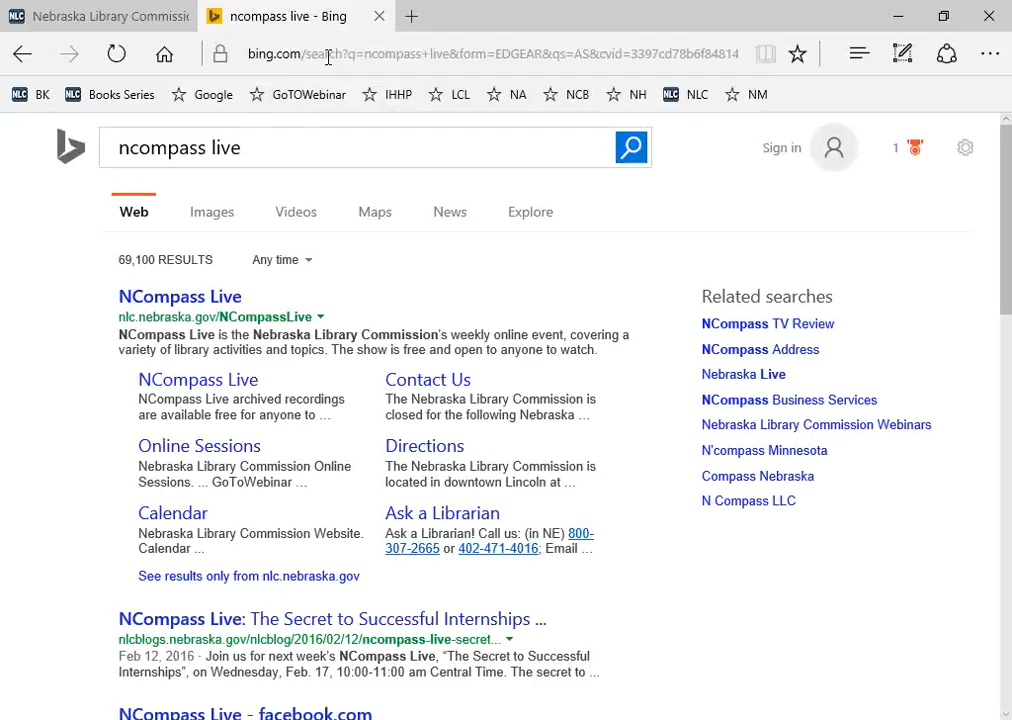 NLC Nebraska Library Commissio
ncompass live - Bing
bing.com/search?q=ncompass+live&form=EDGEAR&qs=AS&cvid=3397cd78b6f84814
NLC BK
NLC Books Series
Google
GoTOWebinar
IHHP
LCL
NA
NCB
NH
NLC NLC
NM
ncompass live
Sign in
1
Web
Images
Videos
Maps
News
Explore
69,100 RESULTS
Any time
NCompass Live
nlc.nebraska.gov/NCompassLive
NCompass Live is the Nebraska Library Commission's weekly online event, covering a
variety of library activities and topics. The show is free and open to anyone to watch.
NCompass Live
NCompass Live archived recordings
are available free for anyone to ...
Contact Us
The Nebraska Library Commission is
closed for the following Nebraska ...
Online Sessions
Nebraska Library Commission Online
Sessions. ... GoToWebinar ...
Directions
The Nebraska Library Commission is
located in downtown Lincoln at ...
Calendar
Nebraska Library Commission Website.
Calendar ...
Ask a Librarian
Ask a Librarian! Call us: (in NE) 800-
307-2665 or 402-471-4016; Email ...
See results only from nlc.nebraska.gov
NCompass Live: The Secret to Successful Internships ...
nlcblogs.nebraska.gov/nlcblog/2016/02/12/ncompass-live-secret...
Feb 12, 2016 · Join us for next week's NCompass Live, "The Secret to Successful
Internships", on Wednesday, Feb. 17, 10:00-11:00 am Central Time. The secret to ...
NCompass Live - facebook.com
Related searches
NCompass TV Review
NCompass Address
Nebraska Live
NCompass Business Services
Nebraska Library Commission Webinars
N'compass Minnesota
Compass Nebraska
N Compass LLC